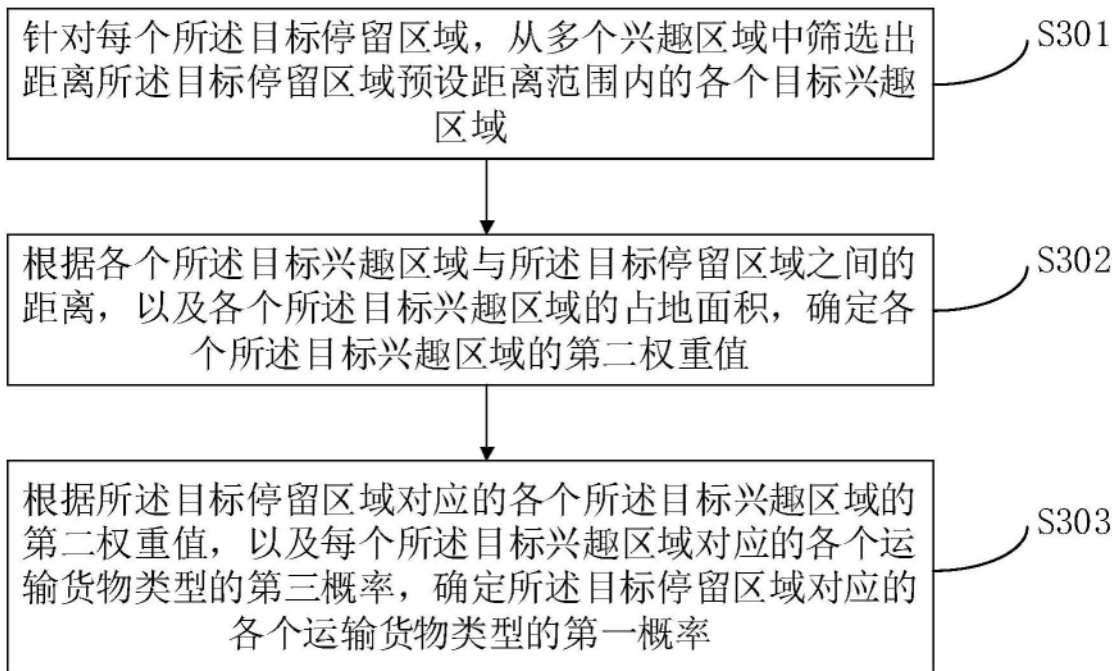 针对每个所述目标停留区域，从多个兴趣区域中筛选出
距离所述目标停留区域预设距离范围内的各个目标兴趣
区域
S301
根据各个所述目标兴趣区域与所述目标停留区域之间的
距离，以及各个所述目标兴趣区域的占地面积，确定各
个所述目标兴趣区域的第二权重值
S302
根据所述目标停留区域对应的各个所述目标兴趣区域的
第二权重值，以及每个所述目标兴趣区域对应的各个运
输货物类型的第三概率，确定所述目标停留区域对应的
各个运输货物类型的第一概率
S303